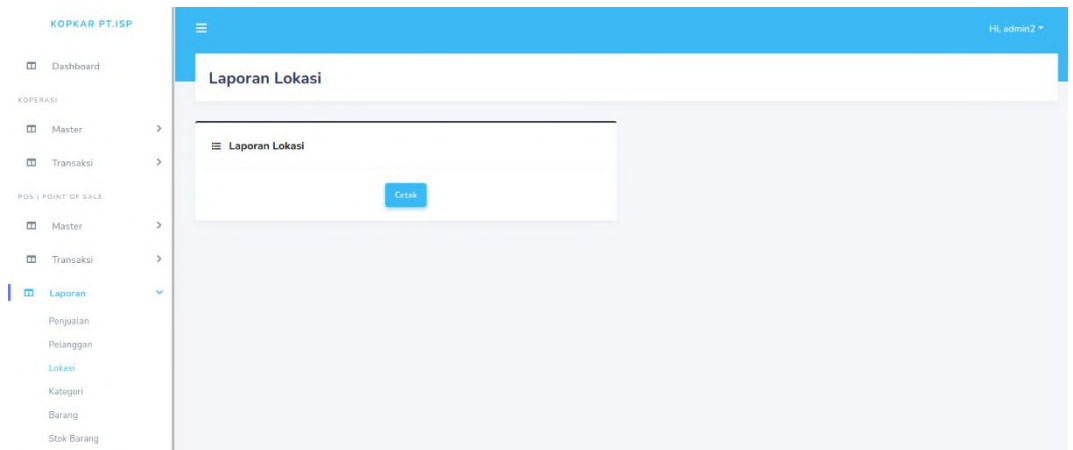 KOPKAR PT.ISP
Hi, admin2
Dashboard
Laporan Lokasi
KOPERASI
Master
Transaksi
Laporan Lokasi
Cetak
POS | POINT OF SALE
Master
Transaksi
Laporan
Penjualan
Pelanggan
Lokasi
Kategori
Barang
Stok Barang